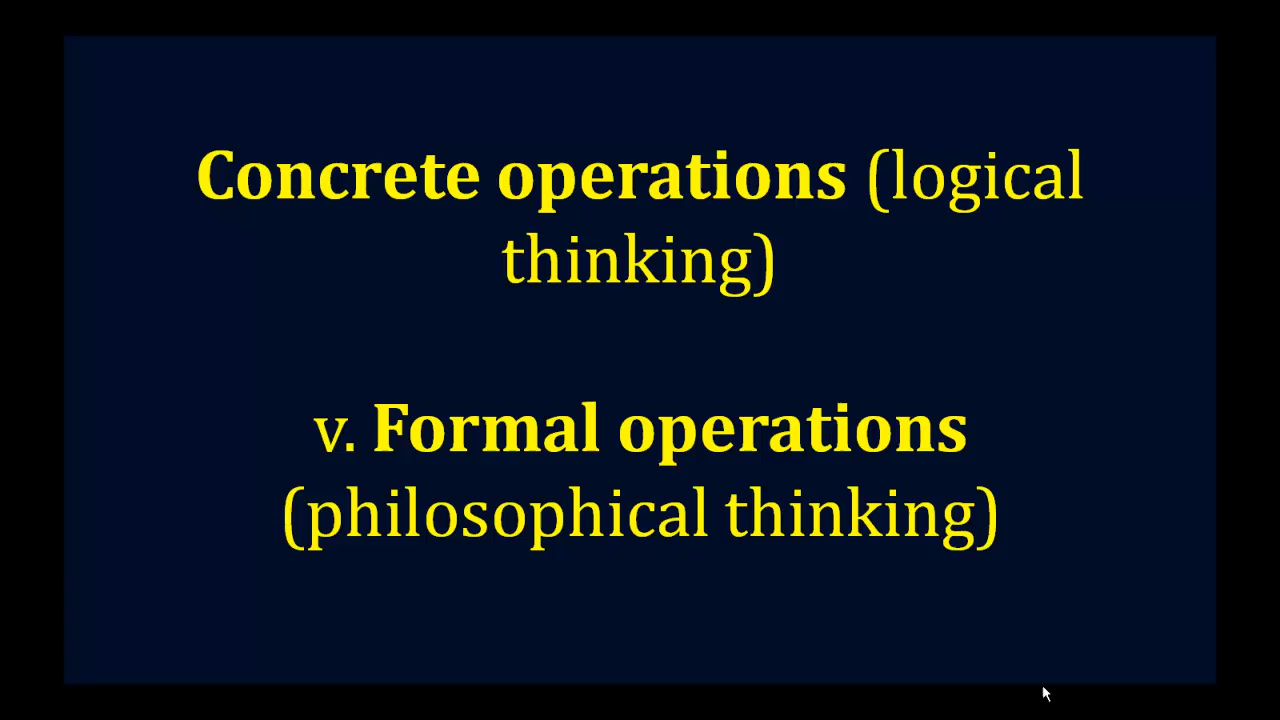 Concrete operations (logical
thinking)
v. Formal operations
(philosophical thinking)